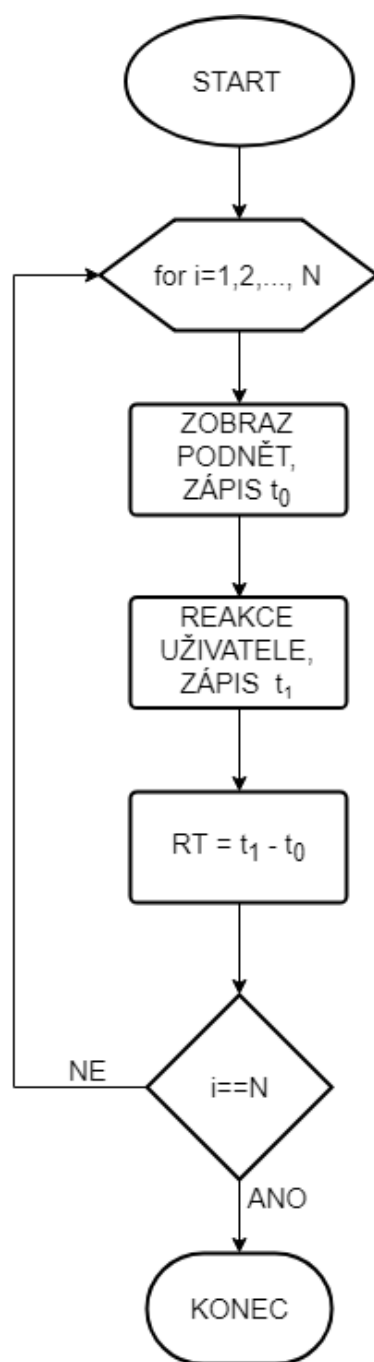 START
for i=1,2,..., N
ZOBRAZ
PODNĚT,
ZÁPIS t₀
REAKCE
UŽIVATELE,
ZÁPIS t₁
RT = t₁ - t₀
NE
i==N
ANO
KONEC